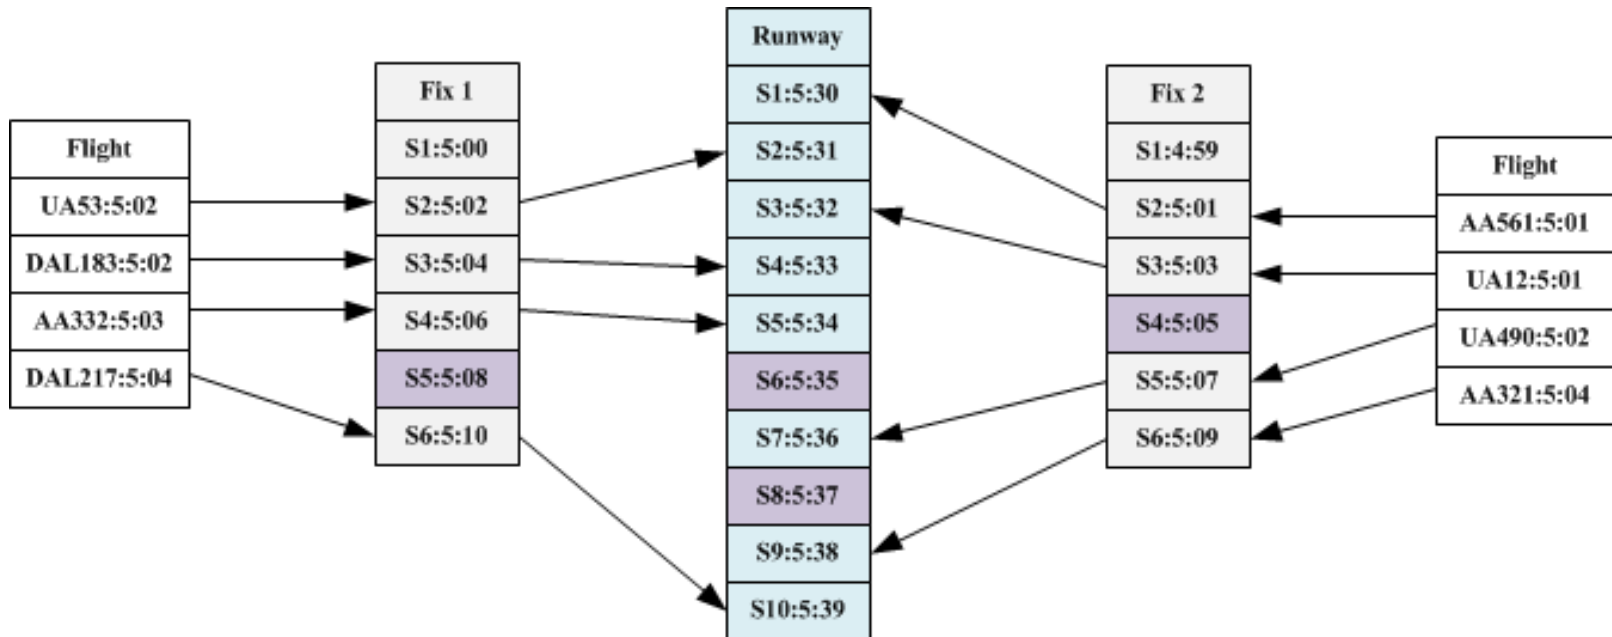 Flight
UA53:5:02
DAL183:5:02
AA332:5:03
DAL217:5:04
Fix 1
S1:5:00
S2:5:02
S3:5:04
S4:5:06
S5:5:08
S6:5:10
Runway
S1:5:30
S2:5:31
S3:5:32
S4:5:33
S5:5:34
S6:5:35
S7:5:36
S8:5:37
S9:5:38
S10:5:39
Fix 2
S1:4:59
S2:5:01
S3:5:03
S4:5:05
S5:5:07
S6:5:09
Flight
AA561:5:01
UA12:5:01
UA490:5:02
AA321:5:04